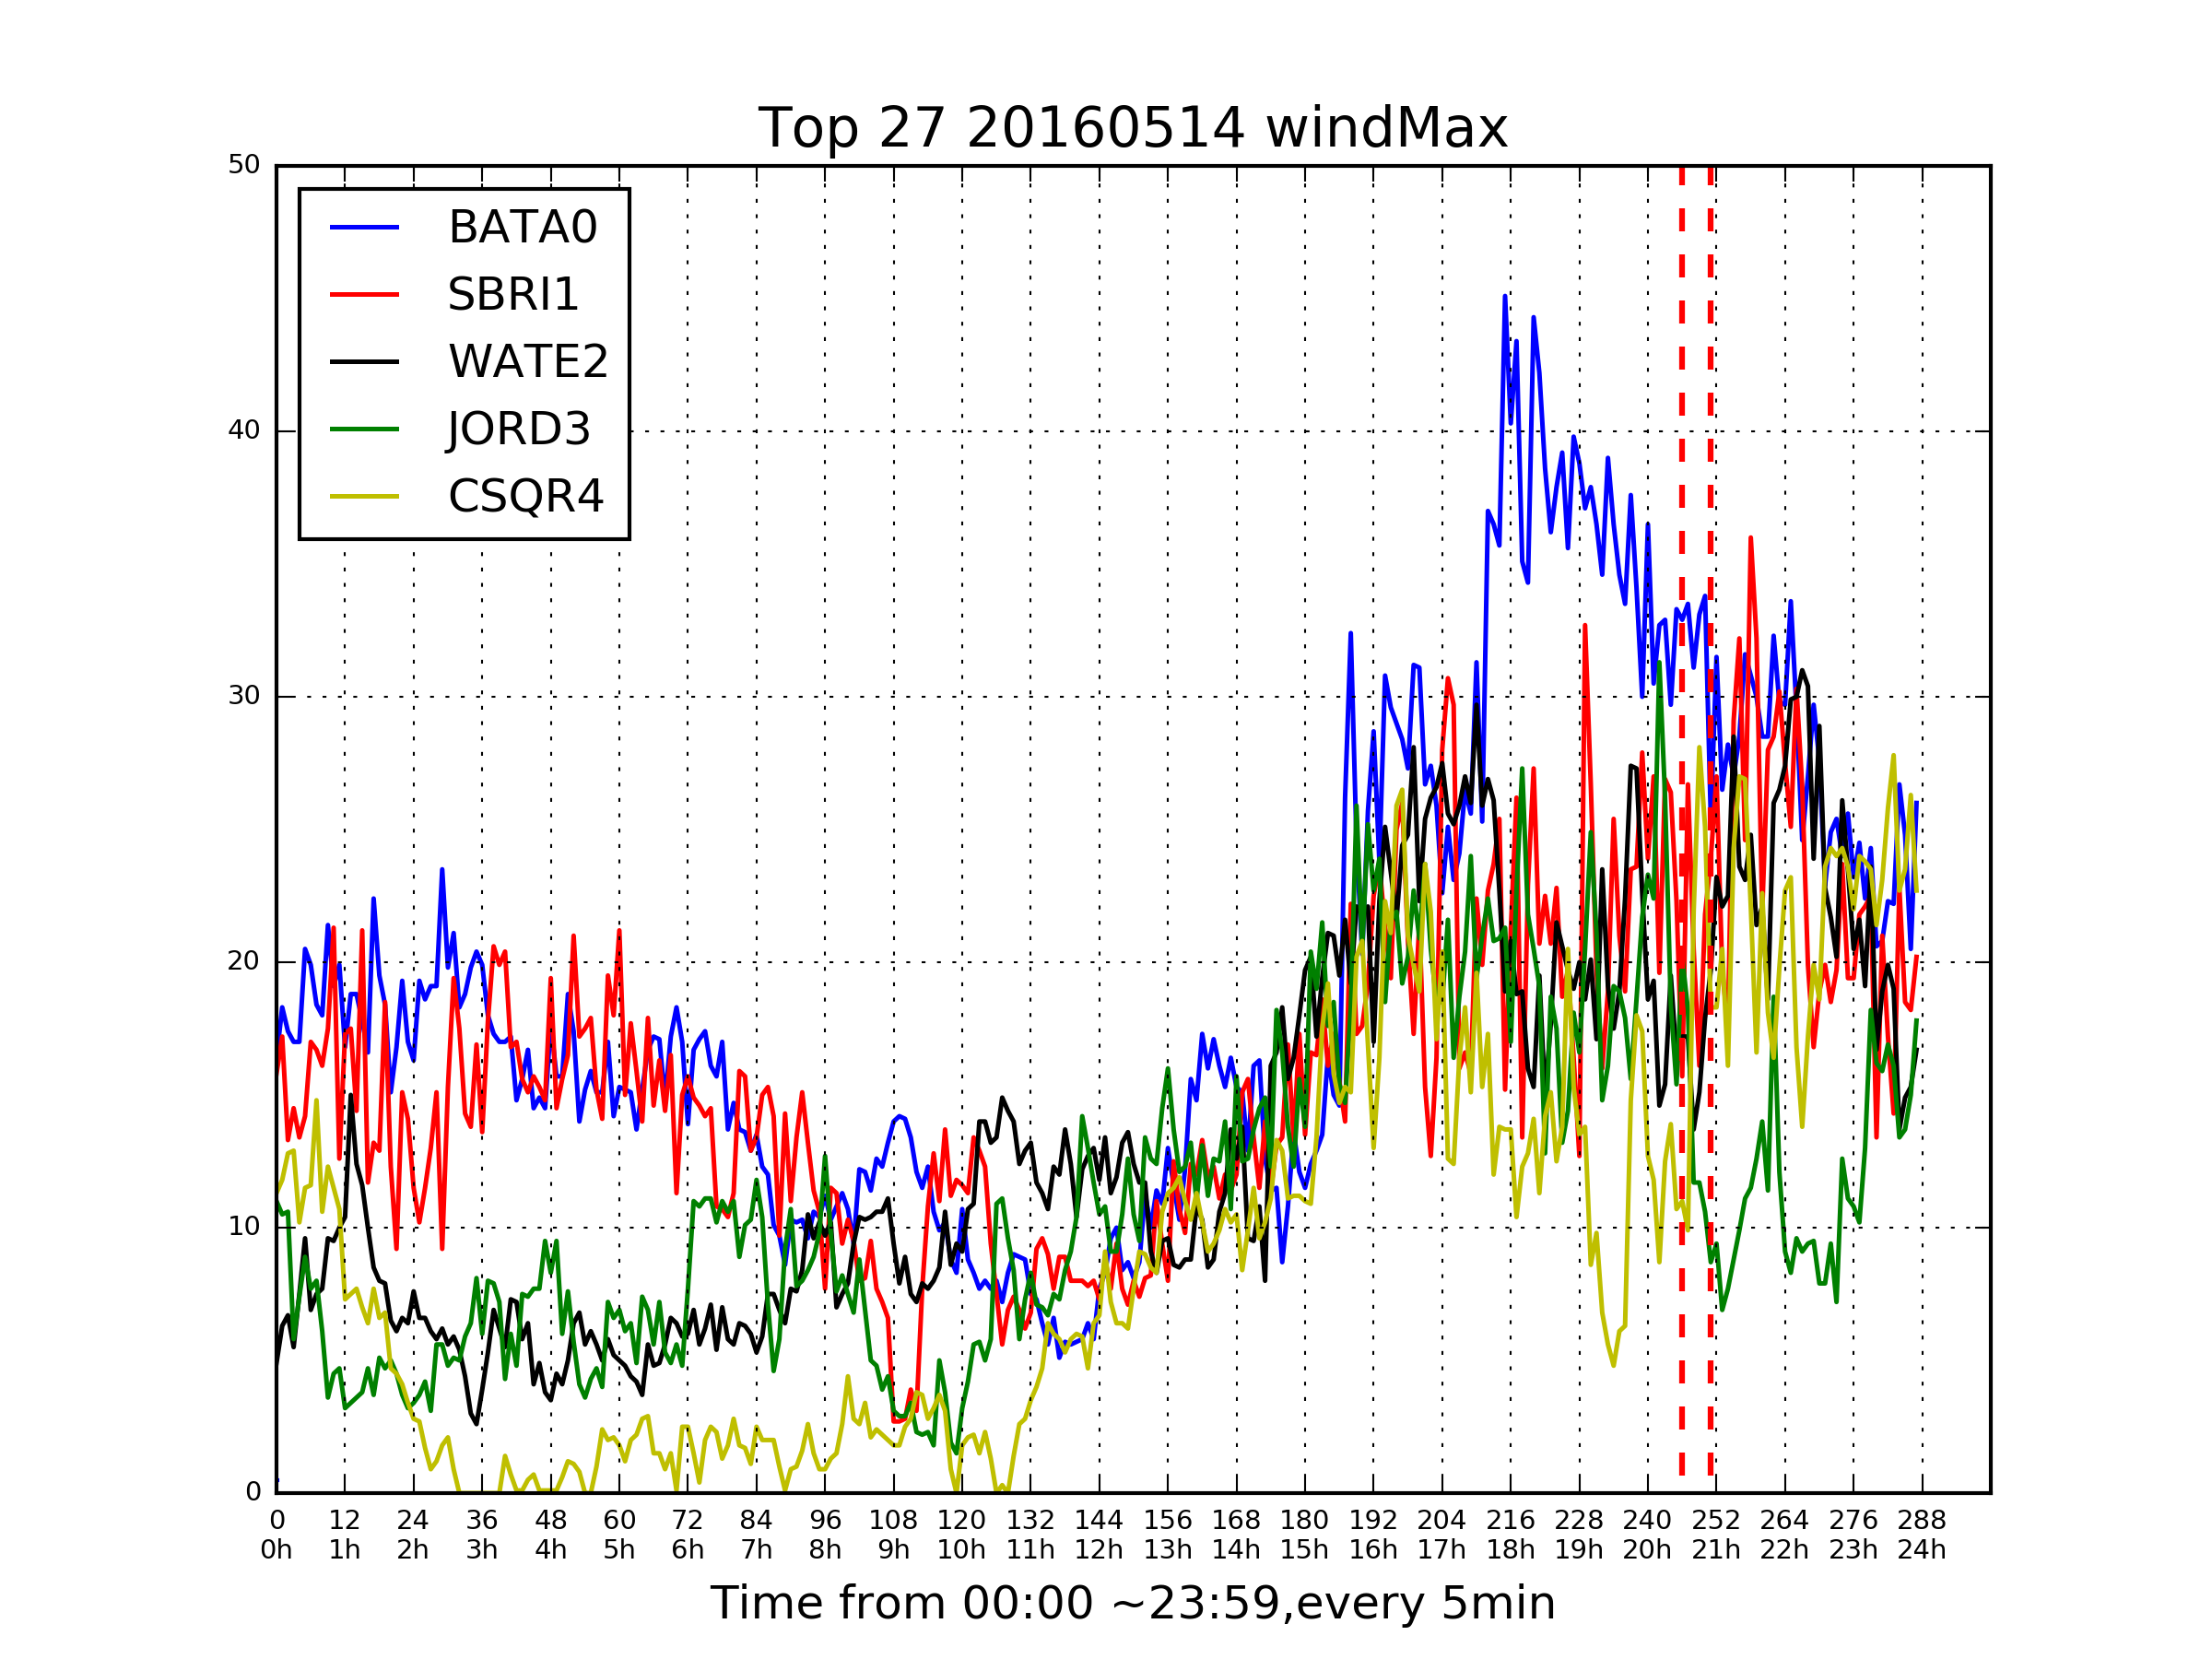 Top 27 20160514 windMax
50
40
30
20
10
0
BATA0
SBRI1
WATE2
JORD3
CSQR4
0 12 24 36 48 60 72 84 96 108 120 132 144 156 168 180 192 204 216 228 240 252 264 276 288
0h 1h 2h 3h 4h 5h 6h 7h 8h 9h 10h 11h 12h 13h 14h 15h 16h 17h 18h 19h 20h 21h 22h 23h 24h
Time from 00:00 ~23:59,every 5min